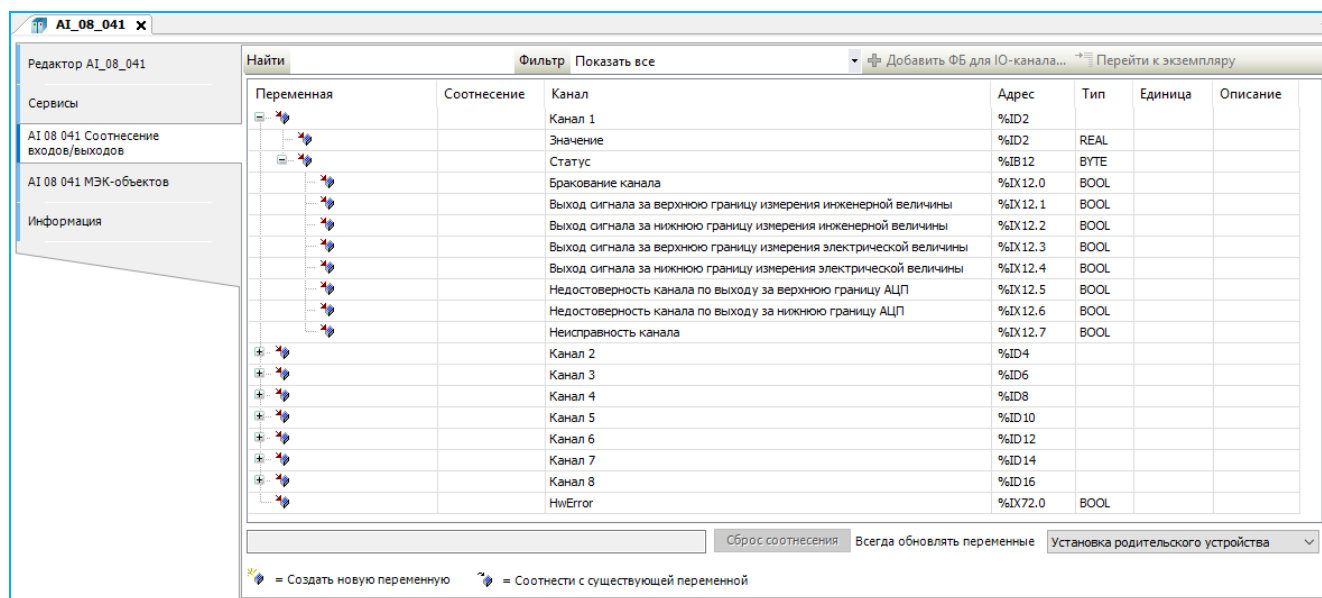 AI_08_041 x
Редактор AI_08_041
Сервисы
AI 08 041 Соотнесение
входов/выходов
AI 08 041 МЭК-объектов
Информация
Найти Фильтр Показать все Добавить ФБ для IO-канала... Перейти к экземпляру
Переменная Соотнесение Канал Адрес Тип Единица Описание
Канал 1 %ID2
Значение %ID2 REAL
Статус %IB12 BYTE
Бракование канала %IX12.0 BOOL
Выход сигнала за верхнюю границу измерения инженерной величины %IX12.1 BOOL
Выход сигнала за нижнюю границу измерения инженерной величины %IX12.2 BOOL
Выход сигнала за верхнюю границу измерения электрической величины %IX12.3 BOOL
Выход сигнала за нижнюю границу измерения электрической величины %IX12.4 BOOL
Недостоверность канала по выходу за верхнюю границу АЦП %IX12.5 BOOL
Недостоверность канала по выходу за нижнюю границу АЦП %IX12.6 BOOL
Неисправность канала %IX12.7 BOOL
Канал 2 %ID4
Канал 3 %ID6
Канал 4 %ID8
Канал 5 %ID10
Канал 6 %ID12
Канал 7 %ID14
Канал 8 %ID16
HwError %IX72.0 BOOL
Сброс соотнесения Всегда обновлять переменные Установка родительского устройства
= Создать новую переменную = Соотнести с существующей переменной